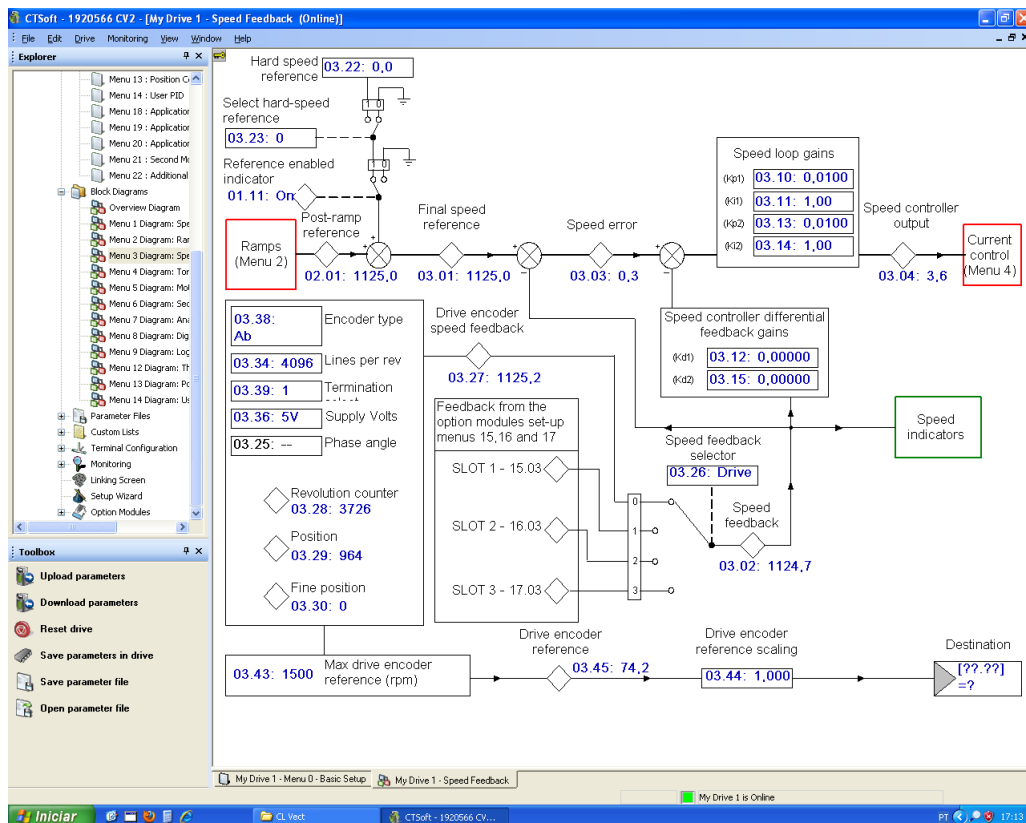 CTSoft - 1920566 CV2 - [My Drive 1 - Speed Feedback (Online)]
File Edit Drive Monitoring View Window Help
Explorer
Menu 13 : Position C
Menu 14 : User PID
Menu 18 : Application
Menu 19 : Application
Menu 20 : Application
Menu 21 : Second Mo
Menu 22 : Additional
Block Diagrams
Overview Diagram
Menu 1 Diagram: Spe
Menu 2 Diagram: Ran
Menu 3 Diagram: Spe
Menu 4 Diagram: Tor
Menu 5 Diagram: Mot
Menu 6 Diagram: Sec
Menu 7 Diagram: Ana
Menu 8 Diagram: Dig
Menu 9 Diagram: Log
Menu 12 Diagram: Th
Menu 13 Diagram: Po
Menu 14 Diagram: Us
Parameter Files
Custom Lists
Terminal Configuration
Monitoring
Linking Screen
Setup Wizard
Option Modules
Toolbox
Upload parameters
Download parameters
Reset drive
Save parameters in drive
Save parameter file
Open parameter file
Hard speed
reference
03.22: 0,0
1 0
Select hard-speed
reference
03.23: 0
1 0
Reference enabled
indicator
01.11: On
Ramps
(Menu 2)
Post-ramp
reference
02.01: 1125,0
+
+
Final speed
reference
03.01: 1125,0
+
−
Speed error
03.03: 0,3
+
−
Speed loop gains
(Kp1) 03.10: 0,0100
(Ki1) 03.11: 1,00
(Kp2) 03.13: 0,0100
(Ki2) 03.14: 1,00
Speed controller
output
03.04: 3,6
Current
control
(Menu 4)
03.38:
Ab
Encoder type
03.34: 4096 Lines per rev
03.39: 1 Termination
03.36: 5V Supply Volts
03.25: -- Phase angle
Revolution counter
03.28: 3726
Position
03.29: 964
Fine position
03.30: 0
Drive encoder
speed feedback
03.27: 1125,2
Speed controller differential
feedback gains
(Kd1) 03.12: 0,00000
(Kd2) 03.15: 0,00000
Feedback from the
option modules set-up
menus 15,16 and 17
SLOT 1 - 15.03
SLOT 2 - 16.03
SLOT 3 - 17.03
0
1
2
3
Speed feedback
selector
03.26: Drive
Speed
feedback
03.02: 1124,7
Speed
indicators
03.43: 1500 Max drive encoder
reference (rpm)
Drive encoder
reference
03.45: 74,2
Drive encoder
reference scaling
03.44: 1,000
Destination
[??.??]
=?
My Drive 1 - Menu 0 - Basic Setup
My Drive 1 - Speed Feedback
My Drive 1 is Online
Iniciar
CL Vect
CTSoft - 1920566 CV...
PT
17:13